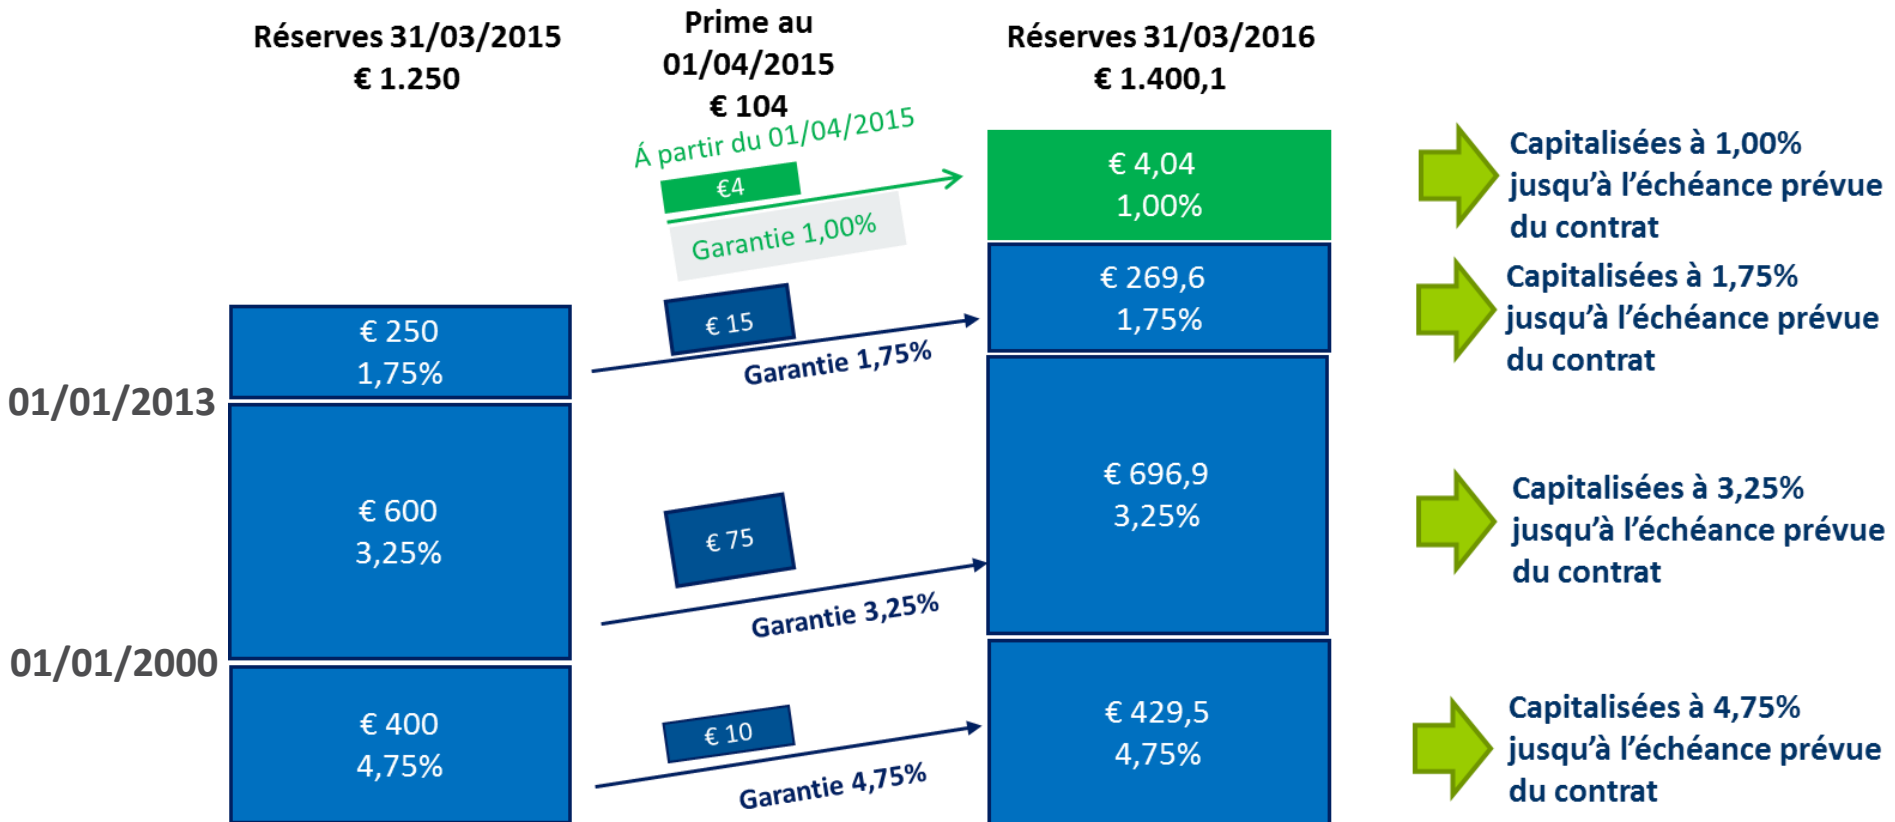 Réserves 31/03/2015
€ 1.250
Prime au
01/04/2015
€ 104
Réserves 31/03/2016
€ 1.400,1
Á partir du 01/04/2015
€4
Garantie 1,00%
€ 4,04
1,00%
Capitalisées à 1,00%
jusqu’à l’échéance prévue
du contrat
€ 250
1,75%
€ 15
Garantie 1,75%
€ 269,6
1,75%
Capitalisées à 1,75%
jusqu’à l’échéance prévue
du contrat
01/01/2013
€ 600
3,25%
€ 75
Garantie 3,25%
€ 696,9
3,25%
Capitalisées à 3,25%
jusqu’à l’échéance prévue
du contrat
01/01/2000
€ 400
4,75%
€ 10
Garantie 4,75%
€ 429,5
4,75%
Capitalisées à 4,75%
jusqu’à l’échéance prévue
du contrat